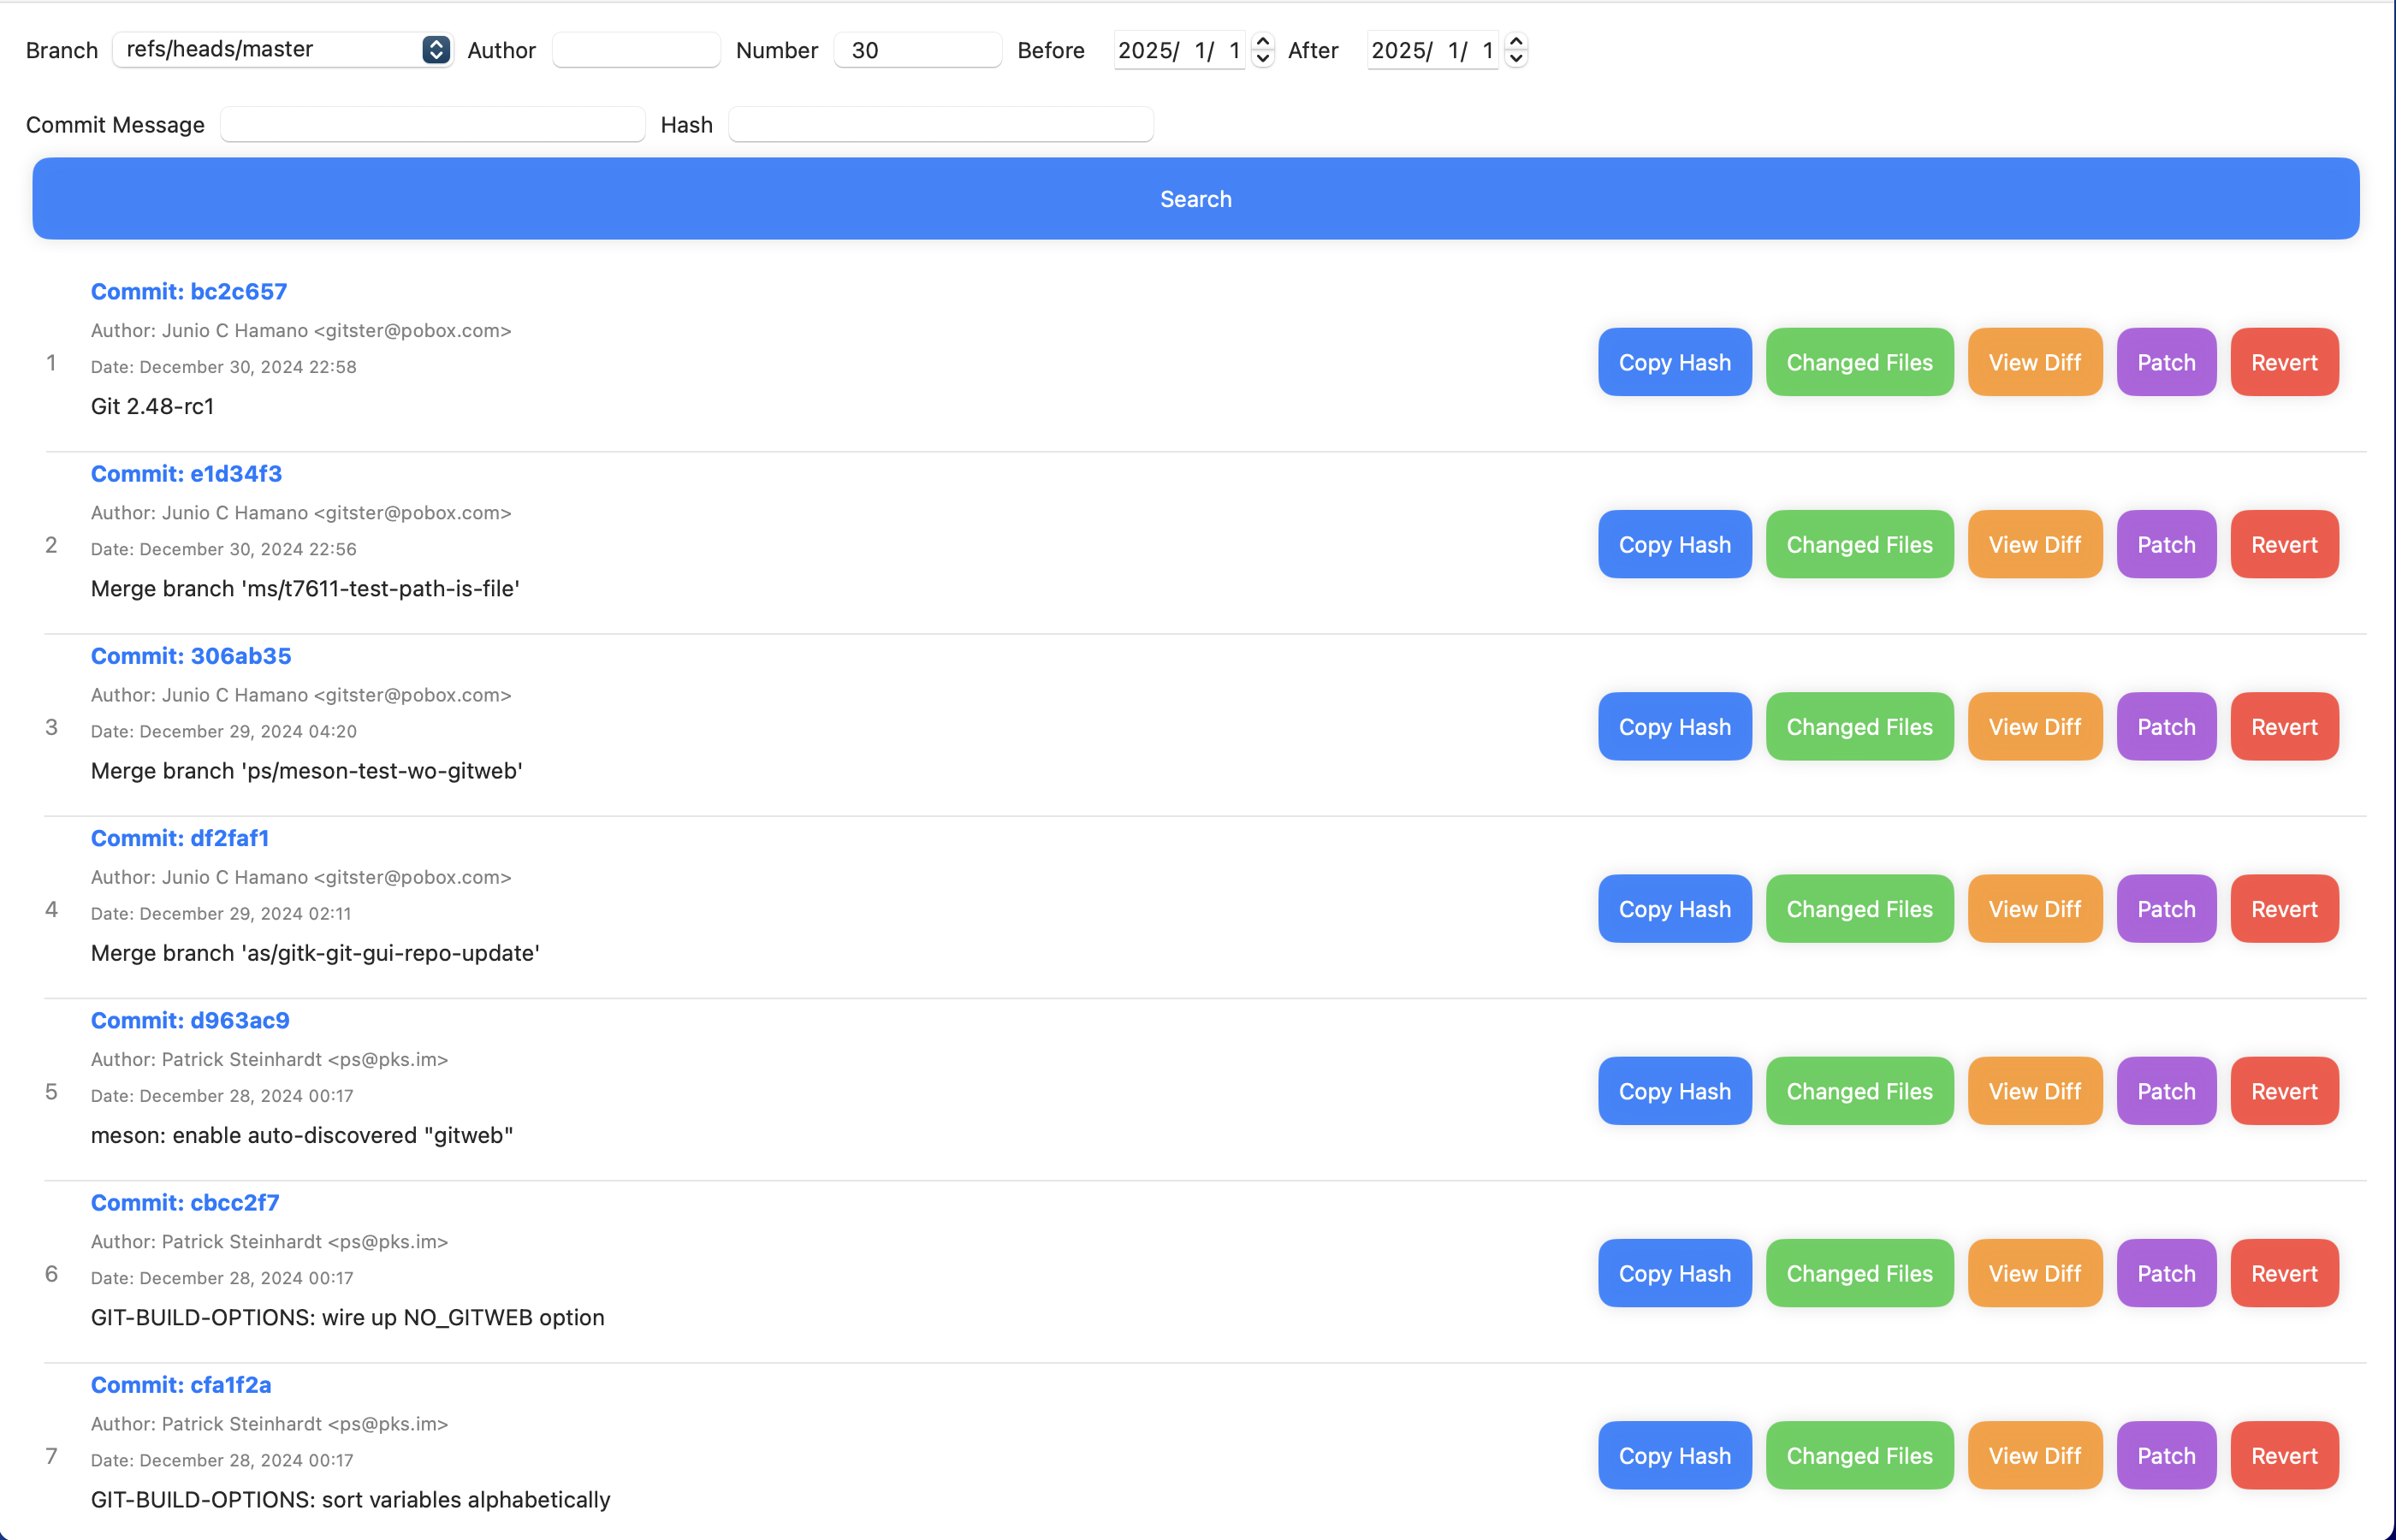 Branch refs/heads/master Author Number 30 Before 2025/ 1/ 1 After 2025/ 1/ 1
Commit Message Hash
Search
Commit: bc2c657
Author: Junio C Hamano <gitster@pobox.com>
1 Date: December 30, 2024 22:58 Copy Hash Changed Files View Diff Patch Revert
Git 2.48-rc1
Commit: e1d34f3
Author: Junio C Hamano <gitster@pobox.com>
2 Date: December 30, 2024 22:56 Copy Hash Changed Files View Diff Patch Revert
Merge branch 'ms/t7611-test-path-is-file'
Commit: 306ab35
Author: Junio C Hamano <gitster@pobox.com>
3 Date: December 29, 2024 04:20 Copy Hash Changed Files View Diff Patch Revert
Merge branch 'ps/meson-test-wo-gitweb'
Commit: df2faf1
Author: Junio C Hamano <gitster@pobox.com>
4 Date: December 29, 2024 02:11 Copy Hash Changed Files View Diff Patch Revert
Merge branch 'as/gitk-git-gui-repo-update'
Commit: d963ac9
Author: Patrick Steinhardt <ps@pks.im>
5 Date: December 28, 2024 00:17 Copy Hash Changed Files View Diff Patch Revert
meson: enable auto-discovered "gitweb"
Commit: cbcc2f7
Author: Patrick Steinhardt <ps@pks.im>
6 Date: December 28, 2024 00:17 Copy Hash Changed Files View Diff Patch Revert
GIT-BUILD-OPTIONS: wire up NO_GITWEB option
Commit: cfa1f2a
Author: Patrick Steinhardt <ps@pks.im>
7 Date: December 28, 2024 00:17 Copy Hash Changed Files View Diff Patch Revert
GIT-BUILD-OPTIONS: sort variables alphabetically